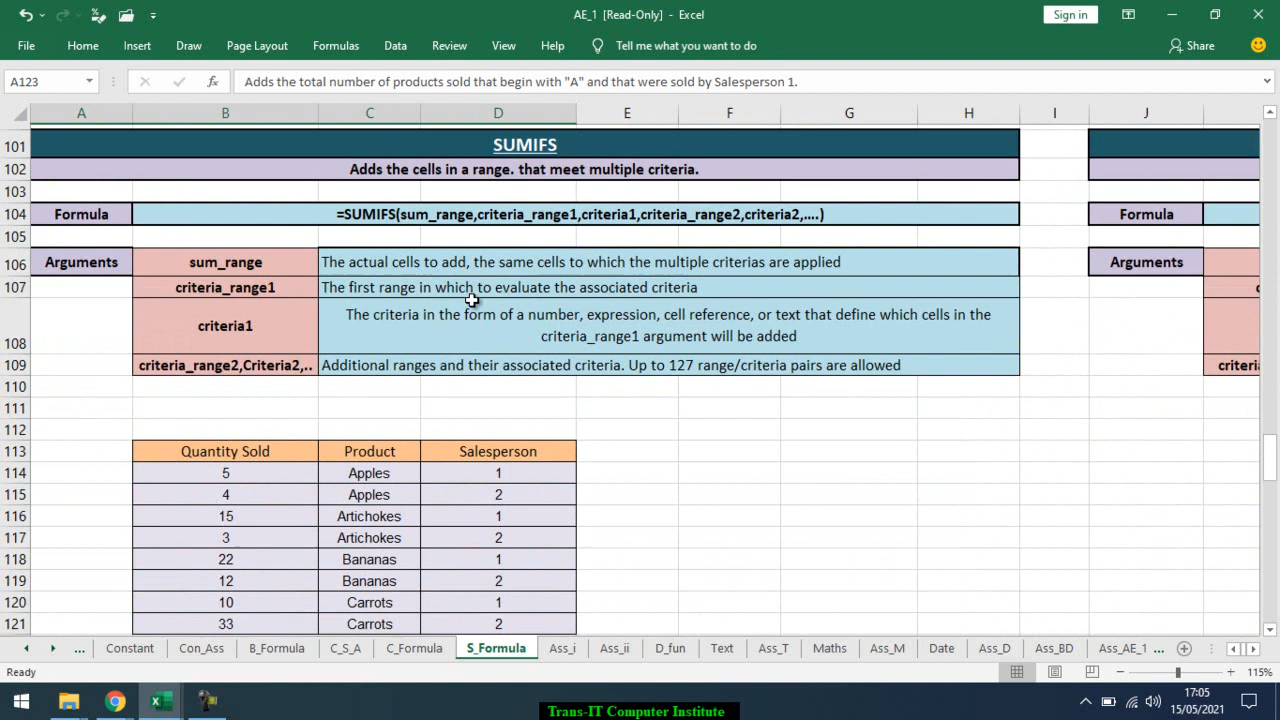 AE_1 [Read-Only] - Excel
Sign in
File Home Insert Draw Page Layout Formulas Data Review View Help Tell me what you want to do Share
A123 fx Adds the total number of products sold that begin with "A" and that were sold by Salesperson 1.
A B C D E F G H I J
101 SUMIFS
102 Adds the cells in a range. that meet multiple criteria.
103
104 Formula =SUMIFS(sum_range,criteria_range1,criteria1,criteria_range2,criteria2,....) Formula
105
106 Arguments sum_range The actual cells to add, the same cells to which the multiple criterias are applied Arguments
107 criteria_range1 The first range in which to evaluate the associated criteria c
108 criteria1 The criteria in the form of a number, expression, cell reference, or text that define which cells in the
criteria_range1 argument will be added
109 criteria_range2,Criteria2,.. Additional ranges and their associated criteria. Up to 127 range/criteria pairs are allowed criteria
110
111
112
113 Quantity Sold Product Salesperson
114 5 Apples 1
115 4 Apples 2
116 15 Artichokes 1
117 3 Artichokes 2
118 22 Bananas 1
119 12 Bananas 2
120 10 Carrots 1
121 33 Carrots 2
... Constant Con_Ass B_Formula C_S_A C_Formula S_Formula Ass_i Ass_ii D_fun Text Ass_T Maths Ass_M Date Ass_D Ass_BD Ass_AE_1 ...
Ready 115%
17:05
15/05/2021
Trans-IT Computer Institute